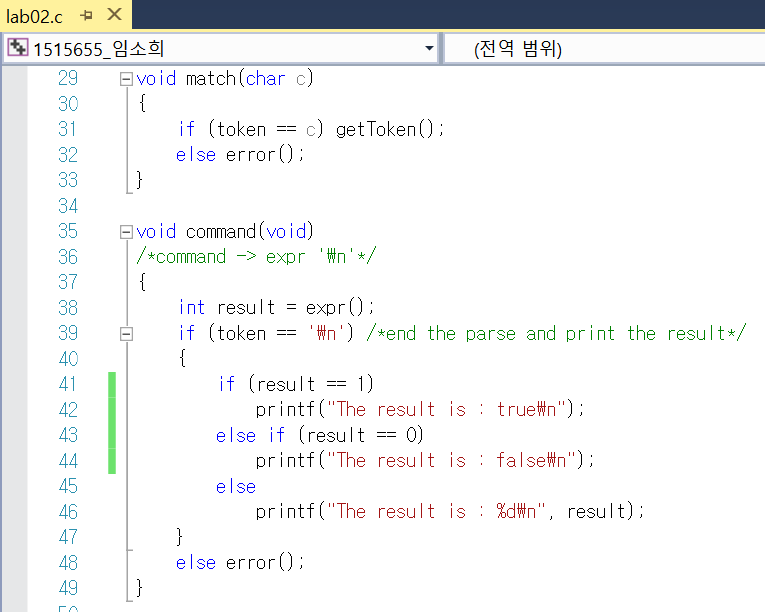 lab02.c
1515655_임소희 (전역 범위)
29 void match(char c)
30 {
31 if (token == c) getToken();
32 else error();
33 }
34
35 void command(void)
36 /*command -> expr '₩n'*/
37 {
38 int result = expr();
39 if (token == '₩n') /*end the parse and print the result*/
40 {
41 if (result == 1)
42 printf("The result is : true₩n");
43 else if (result == 0)
44 printf("The result is : false₩n");
45 else
46 printf("The result is : %d₩n", result);
47 }
48 else error();
49 }
50